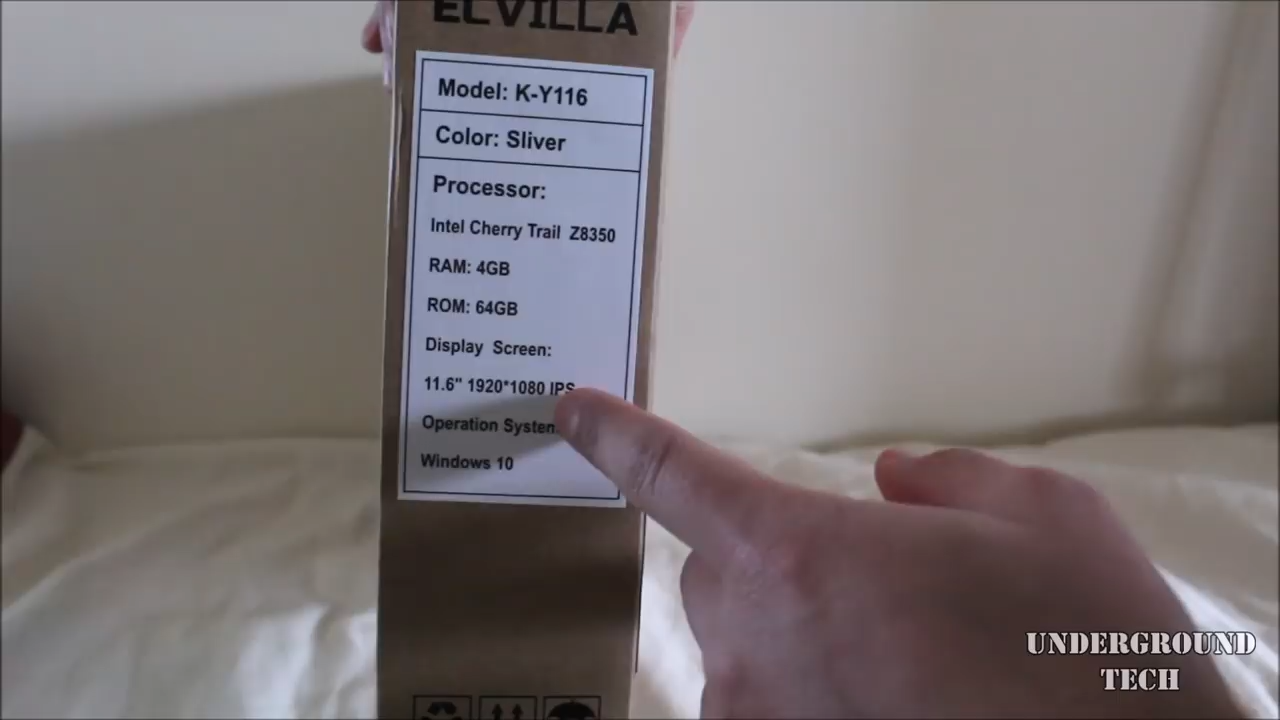 ELVILLA
Model: K-Y116
Color: Sliver
Processor:
Intel Cherry Trail Z8350
RAM: 4GB
ROM: 64GB
Display Screen:
11.6" 1920*1080 IPS
Operation System
Windows 10
UNDERGROUND
TECH